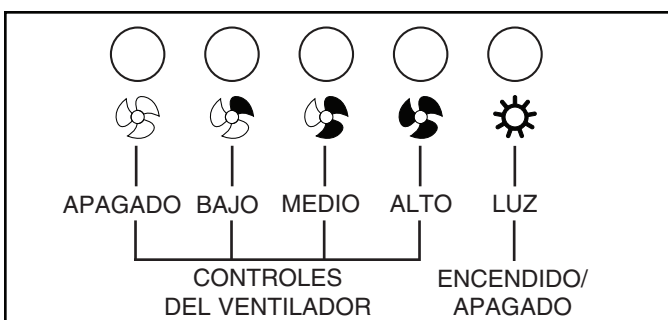 APAGADO BAJO MEDIO ALTO LUZ
CONTROLES
DEL VENTILADOR
ENCENDIDO/
APAGADO